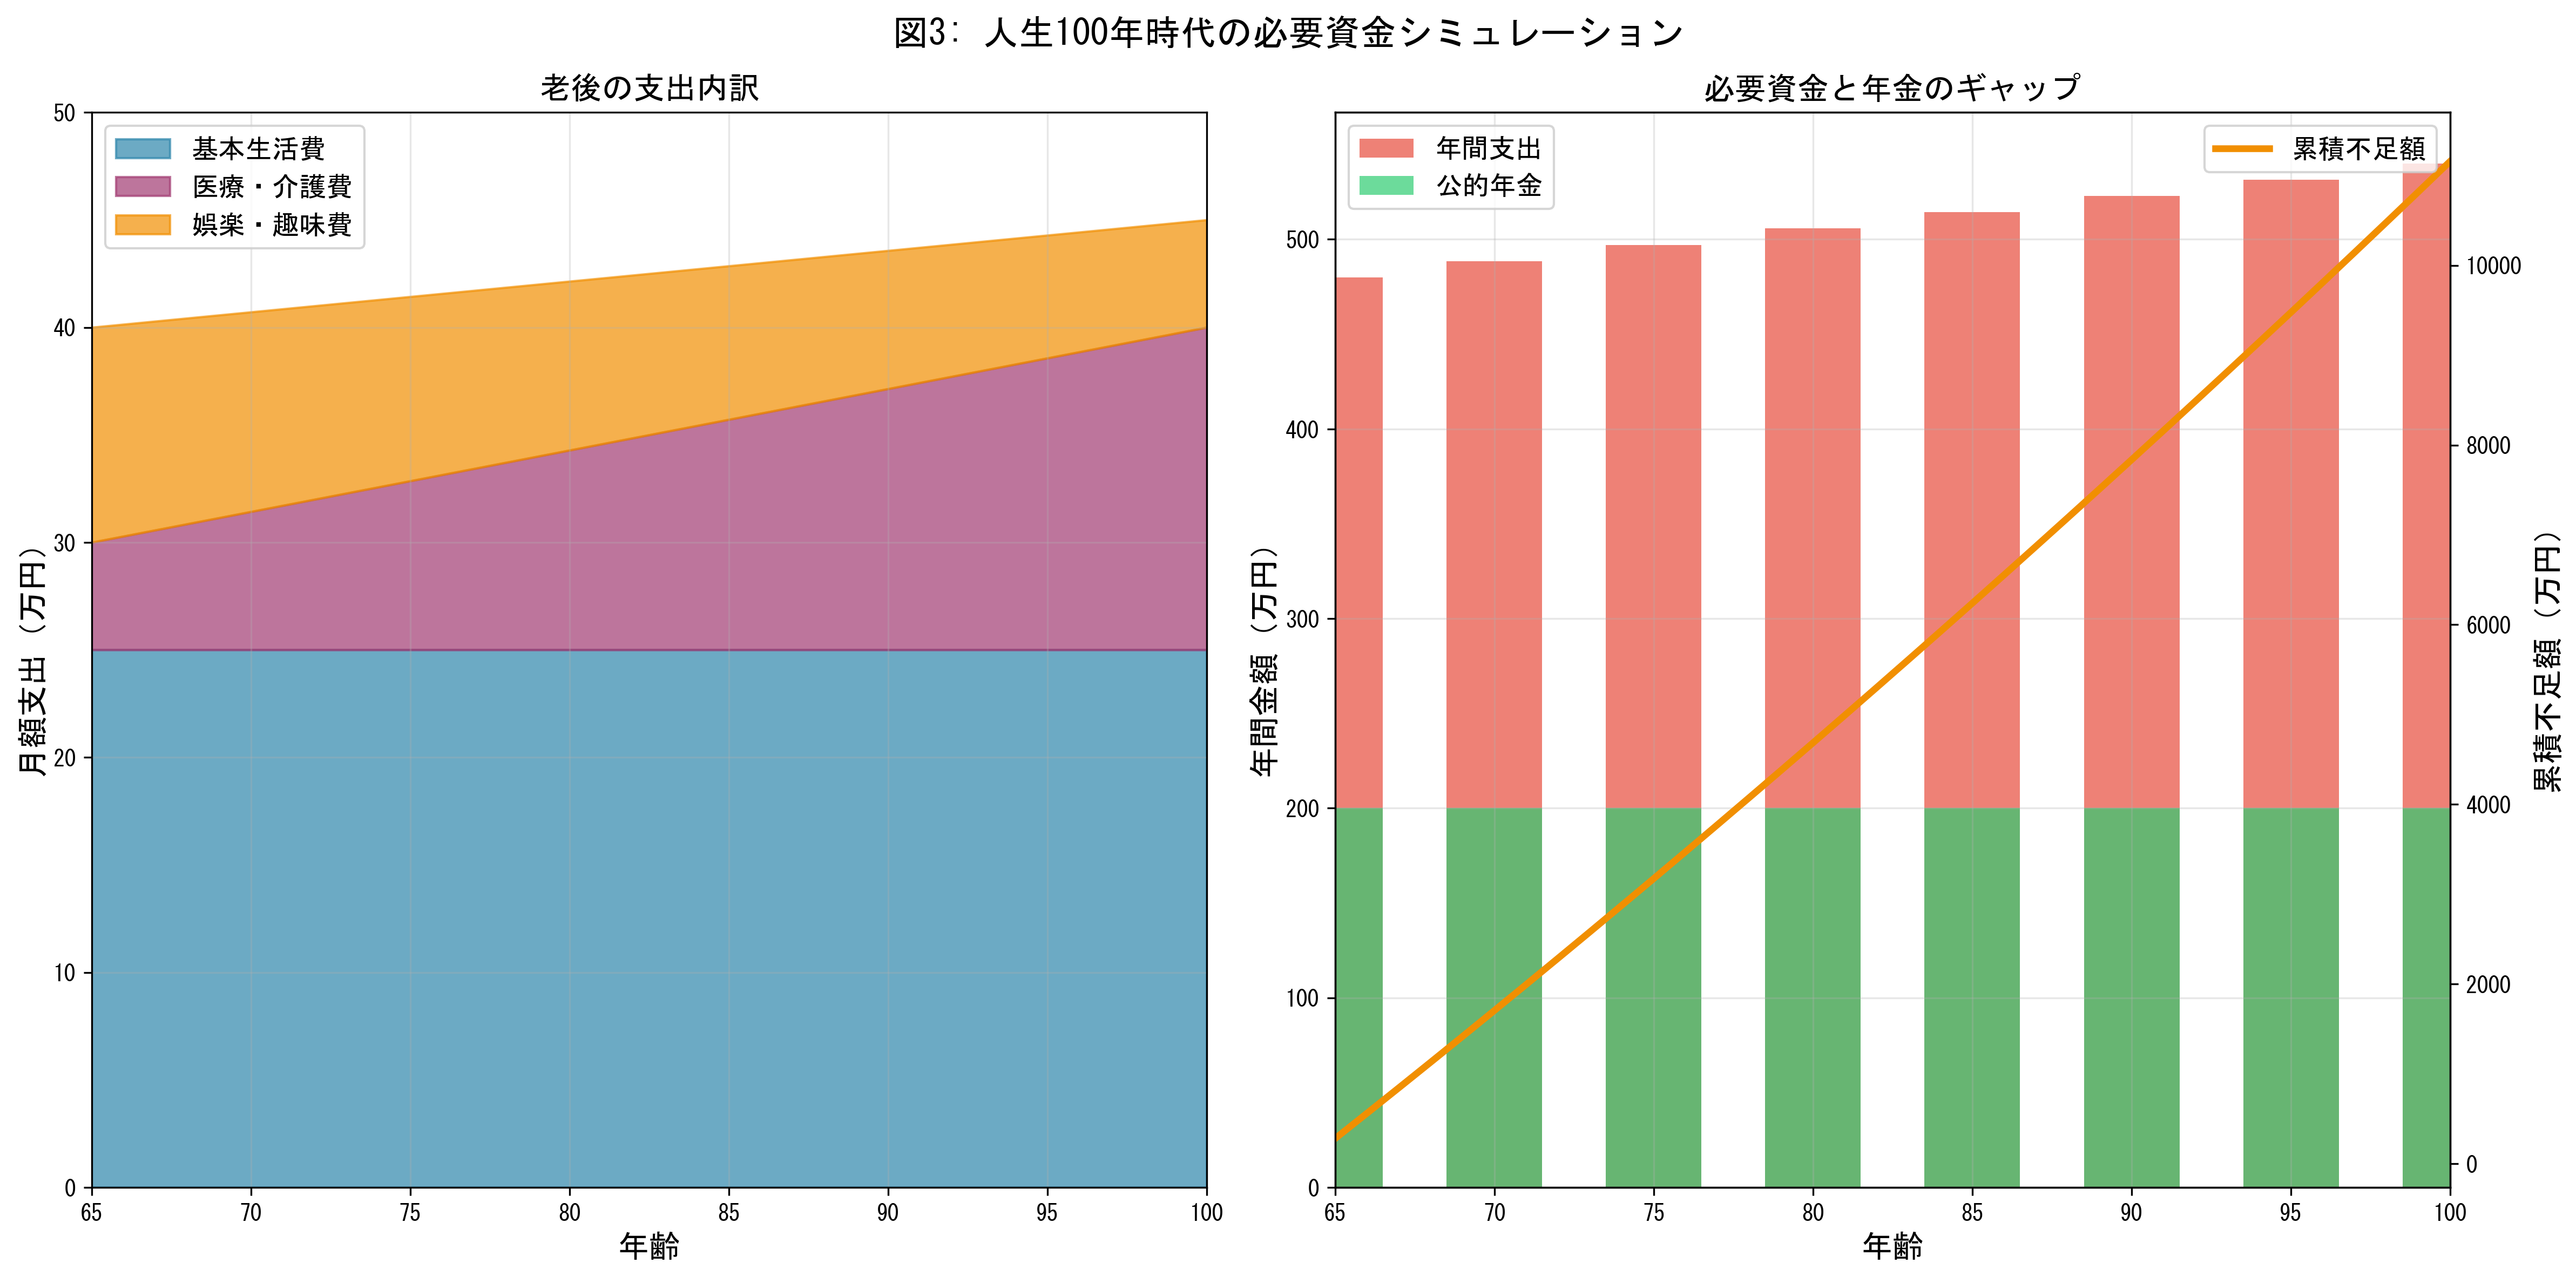 図3: 人生100年時代の必要資金シミュレーション
老後の支出内訳
50
40
30
20
10
0
月額支出 (万円)
基本生活費
医療・介護費
娯楽・趣味費
65 70 75 80 85 90 95 100
年齢
必要資金と年金のギャップ
500
400
300
200
100
0
年間金額 (万円)
年間支出
公的年金
累積不足額
10000
8000
6000
4000
2000
0
累積不足額 (万円)
65 70 75 80 85 90 95 100
年齢